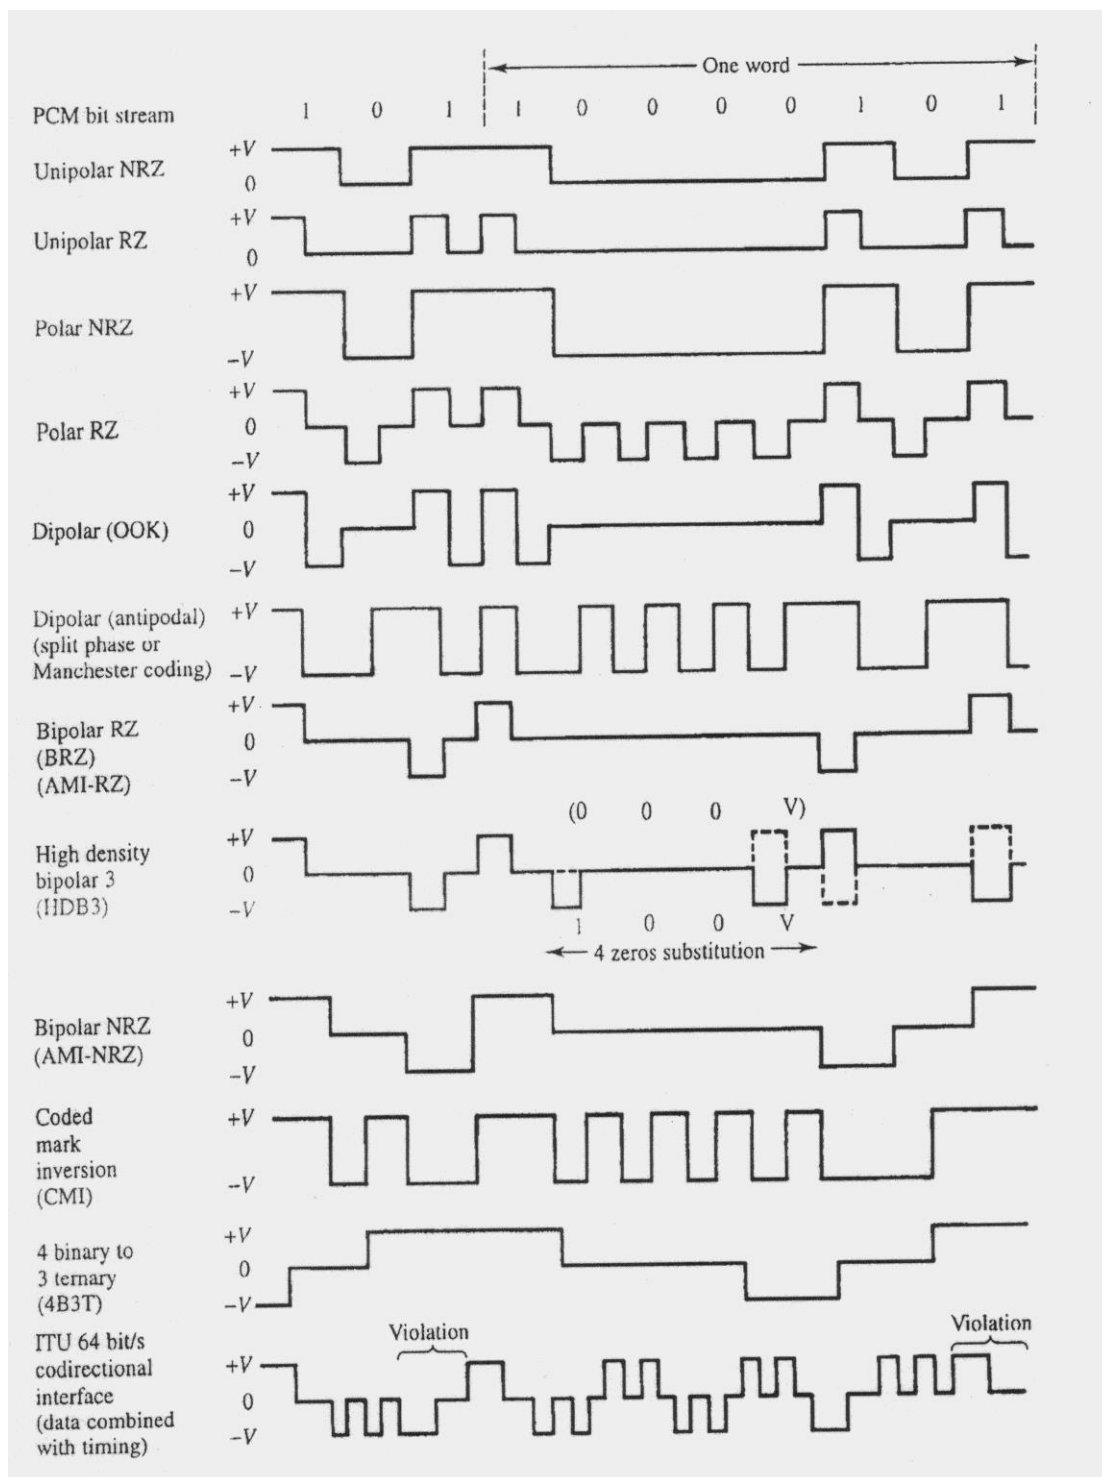 One word
PCM bit stream 1 0 1 1 0 0 0 0 1 0 1
Unipolar NRZ
+V
0
Unipolar RZ
+V
0
Polar NRZ
+V
−V
Polar RZ
+V
0
−V
Dipolar (OOK)
+V
0
−V
Dipolar (antipodal)
(split phase or
Manchester coding)
+V
−V
Bipolar RZ
(BRZ)
(AMI-RZ)
+V
0
−V
(0 0 0 V)
High density
bipolar 3
(HDB3)
+V
0
−V
1 0 0 V
4 zeros substitution
Bipolar NRZ
(AMI-NRZ)
+V
0
−V
Coded
mark
inversion
(CMI)
+V
−V
4 binary to
3 ternary
(4B3T)
+V
0
−V
ITU 64 bit/s
codirectional
interface
(data combined
with timing)
Violation
Violation
+V
0
−V